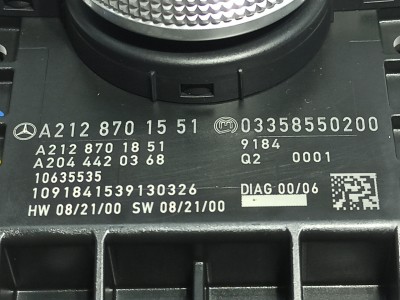 A212 870 15 51 03358550200
A212 870 18 51 9184
A204 442 03 68 Q2 0001
10635535
1091841539130326 DIAG 00/06
HW 08/21/00 SW 08/21/00